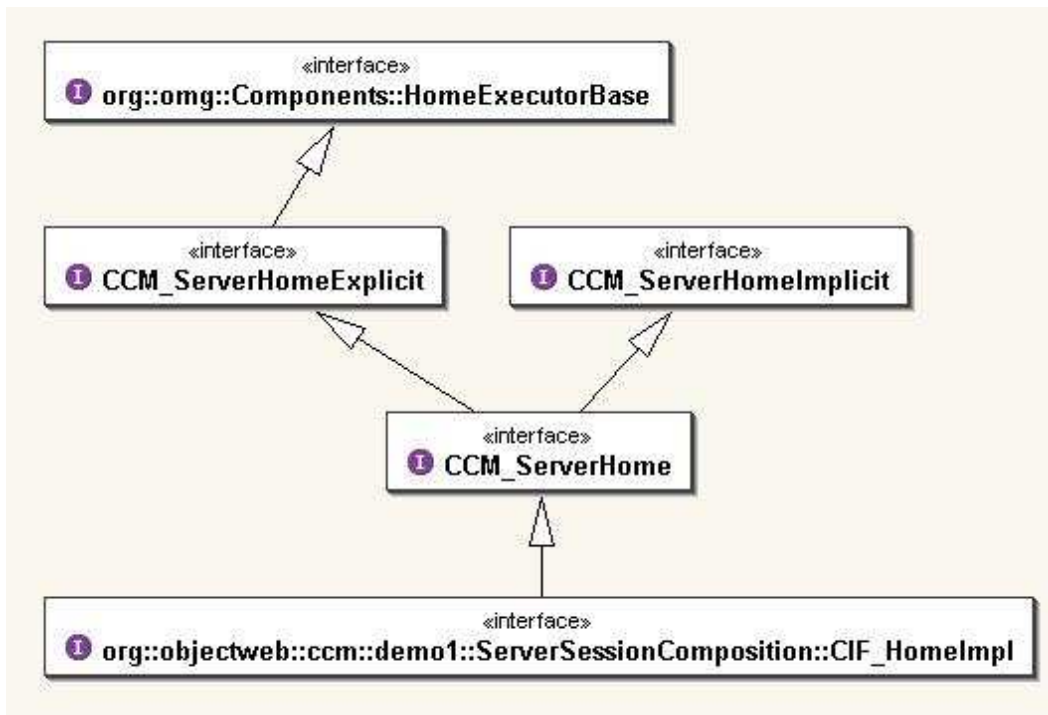 «interface»
I org::omg::Components::HomeExecutorBase
«interface»
I CCM_ServerHomeExplicit
«interface»
I CCM_ServerHomeImplicit
«interface»
I CCM_ServerHome
«interface»
I org::objectweb::ccm::demo1::ServerSessionComposition::CIF_HomeImpl